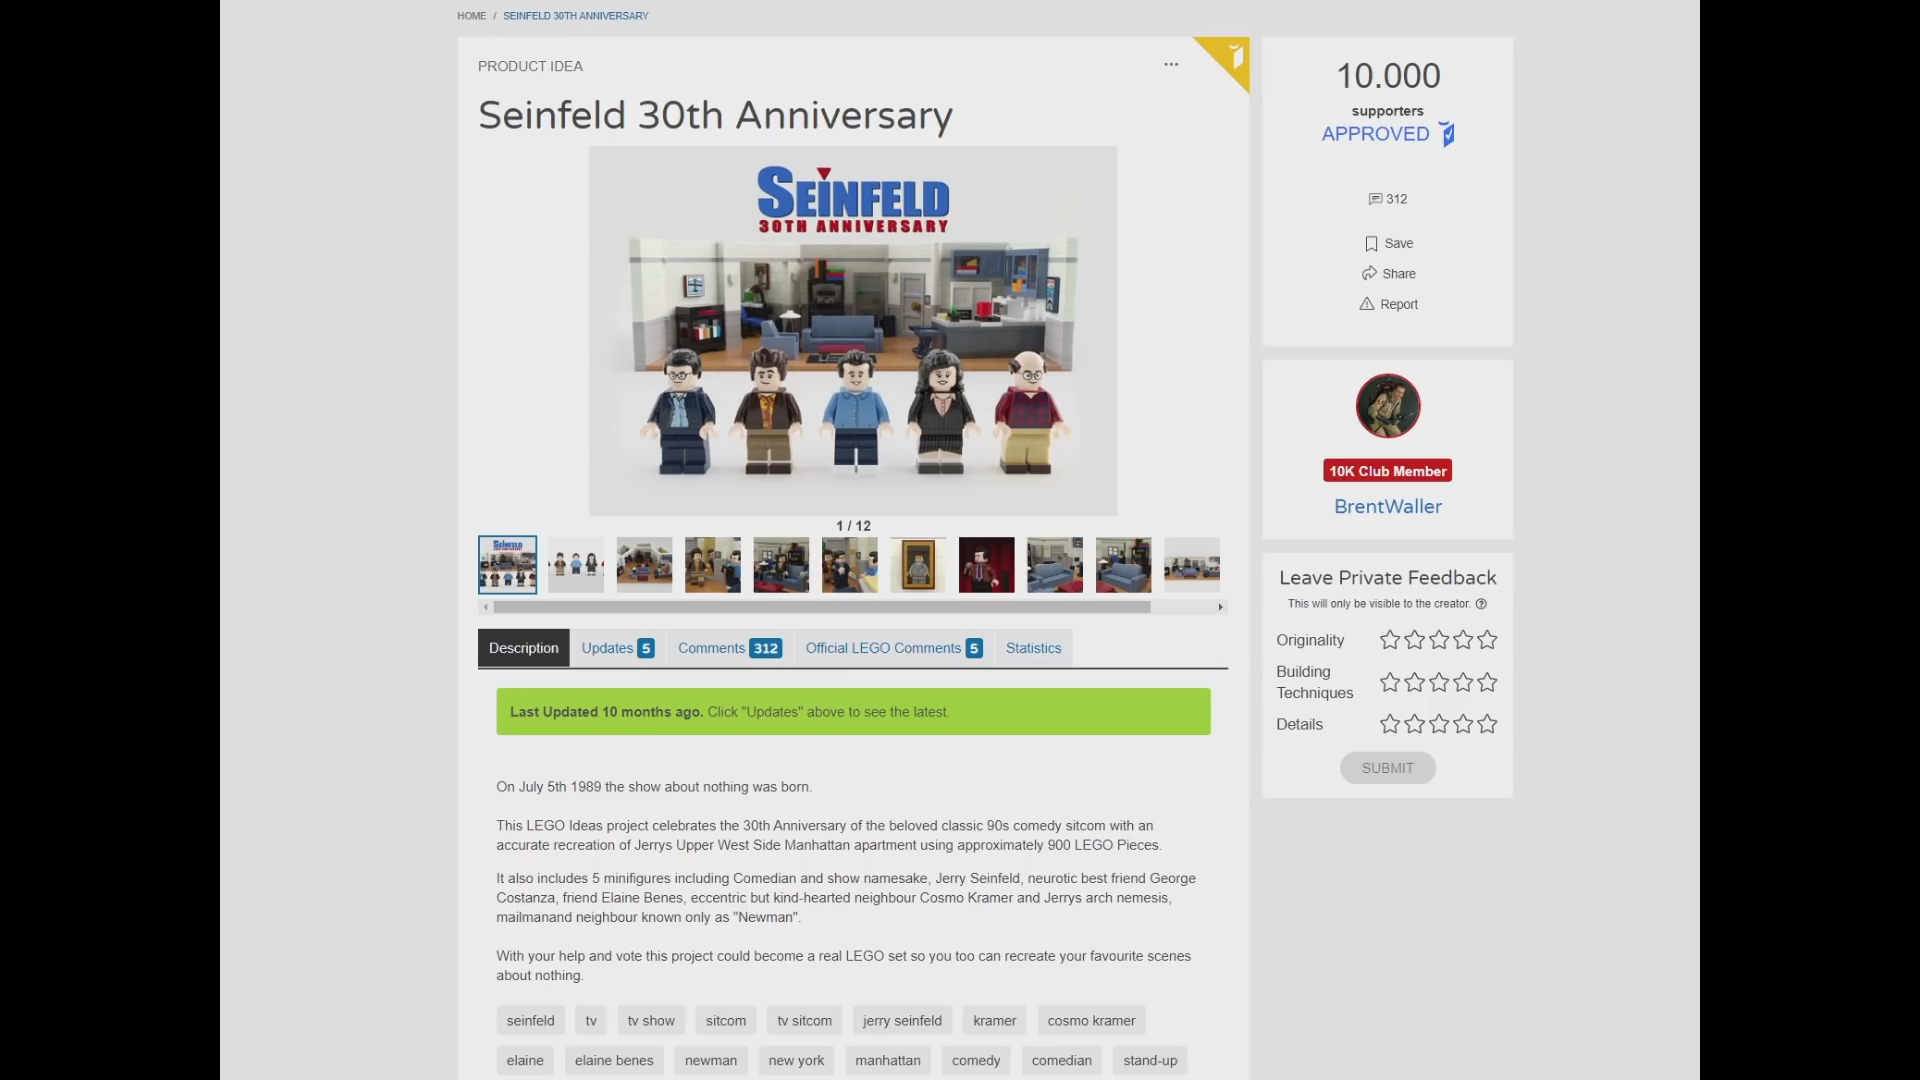 HOME / SEINFELD 30TH ANNIVERSARY
PRODUCT IDEA
...
Seinfeld 30th Anniversary
SEINFELD
30TH ANNIVERSARY
1 / 12
Description
Updates 5
Comments 312
Official LEGO Comments 5
Statistics
Last Updated 10 months ago. Click "Updates" above to see the latest.
On July 5th 1989 the show about nothing was born.
This LEGO Ideas project celebrates the 30th Anniversary of the beloved classic 90s comedy sitcom with an
accurate recreation of Jerrys Upper West Side Manhattan apartment using approximately 900 LEGO Pieces.
It also includes 5 minifigures including Comedian and show namesake, Jerry Seinfeld, neurotic best friend George
Costanza, friend Elaine Benes, eccentric but kind-hearted neighbour Cosmo Kramer and Jerrys arch nemesis,
mailmanand neighbour known only as "Newman".
With your help and vote this project could become a real LEGO set so you too can recreate your favourite scenes
about nothing.
seinfeld tv tv show sitcom tv sitcom jerry seinfeld kramer cosmo kramer
elaine elaine benes newman new york manhattan comedy comedian stand-up
10.000
supporters
APPROVED
312
Save
Share
Report
10K Club Member
BrentWaller
Leave Private Feedback
This will only be visible to the creator.
Originality
Building
Techniques
Details
SUBMIT